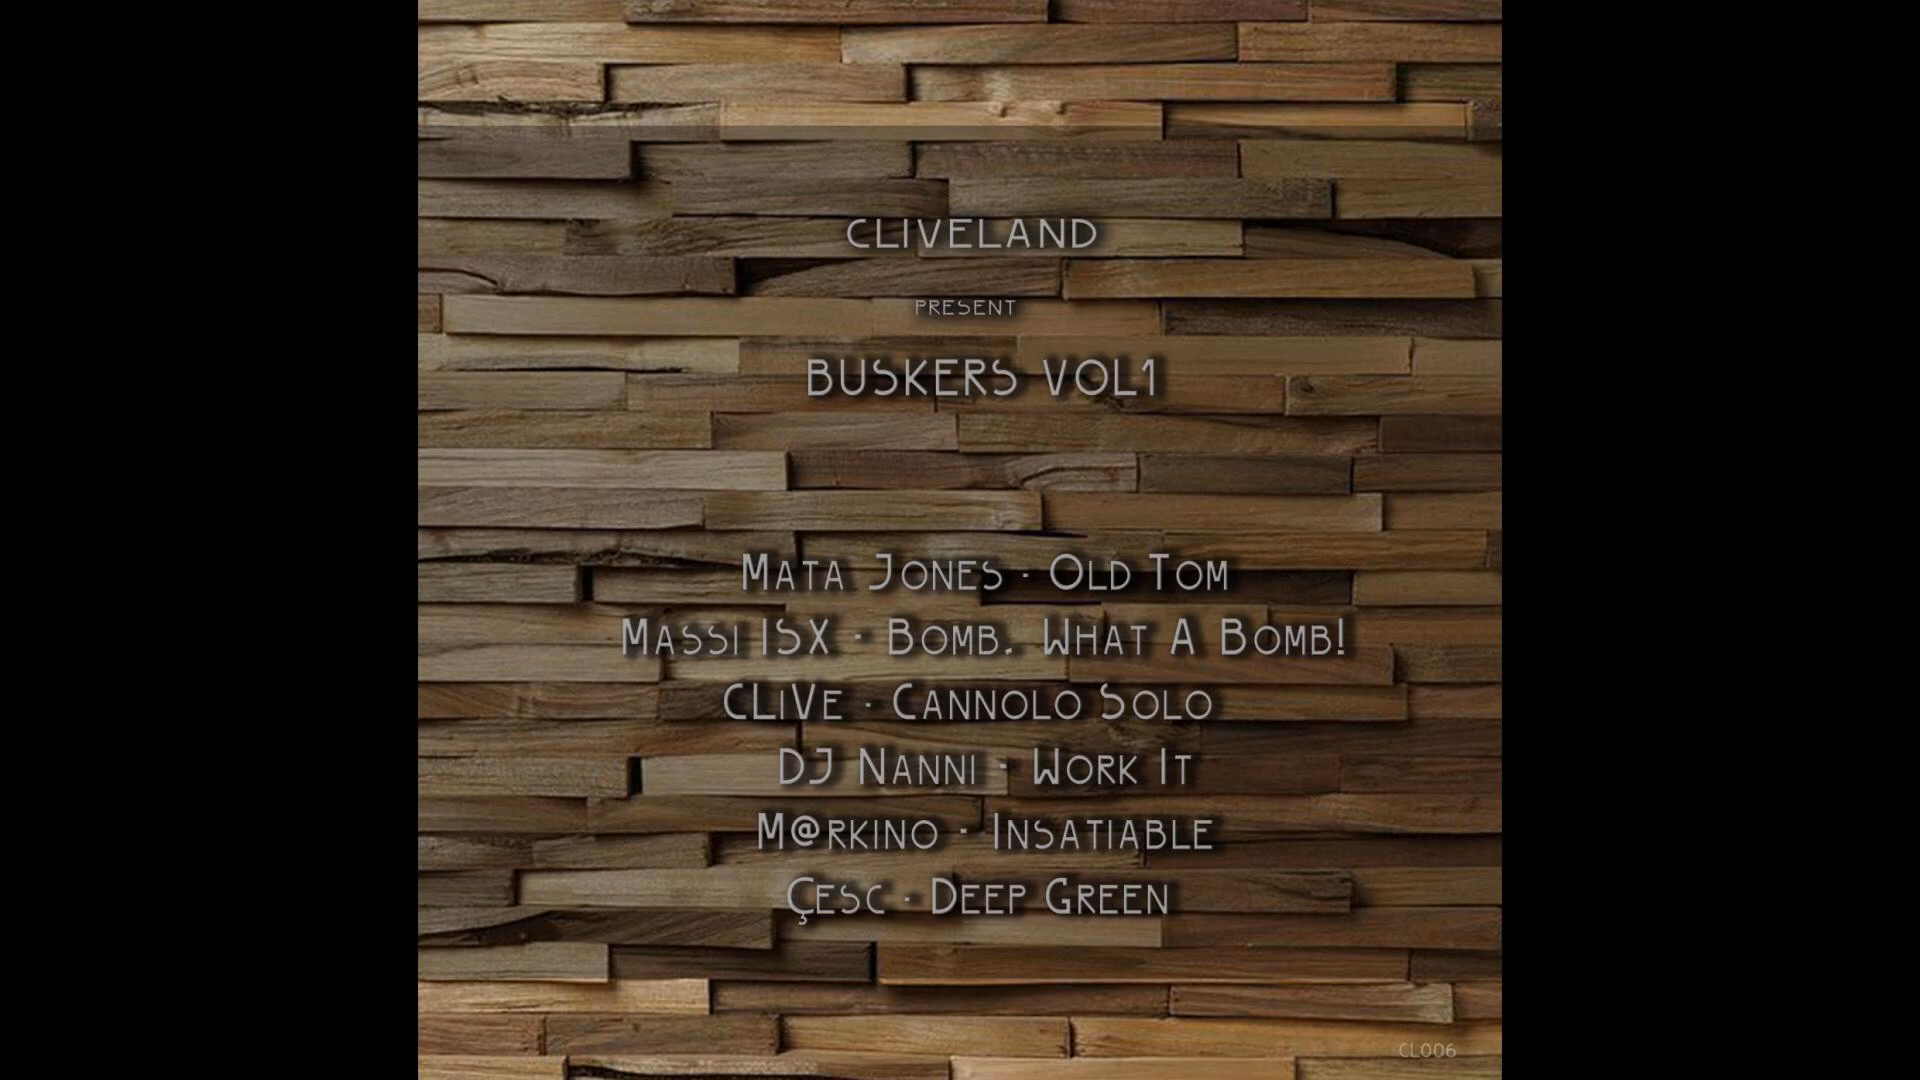 CLIVELAND
PRESENT
BUSKERS VOL1
MATA JONES - OLD TOM
MASSI ISX - BOMB. WHAT A BOMB!
CLIVE - CANNOLO SOLO
DJ NANNI - WORK IT
M@RKINO - INSATIABLE
ÇESC - DEEP GREEN
CL006